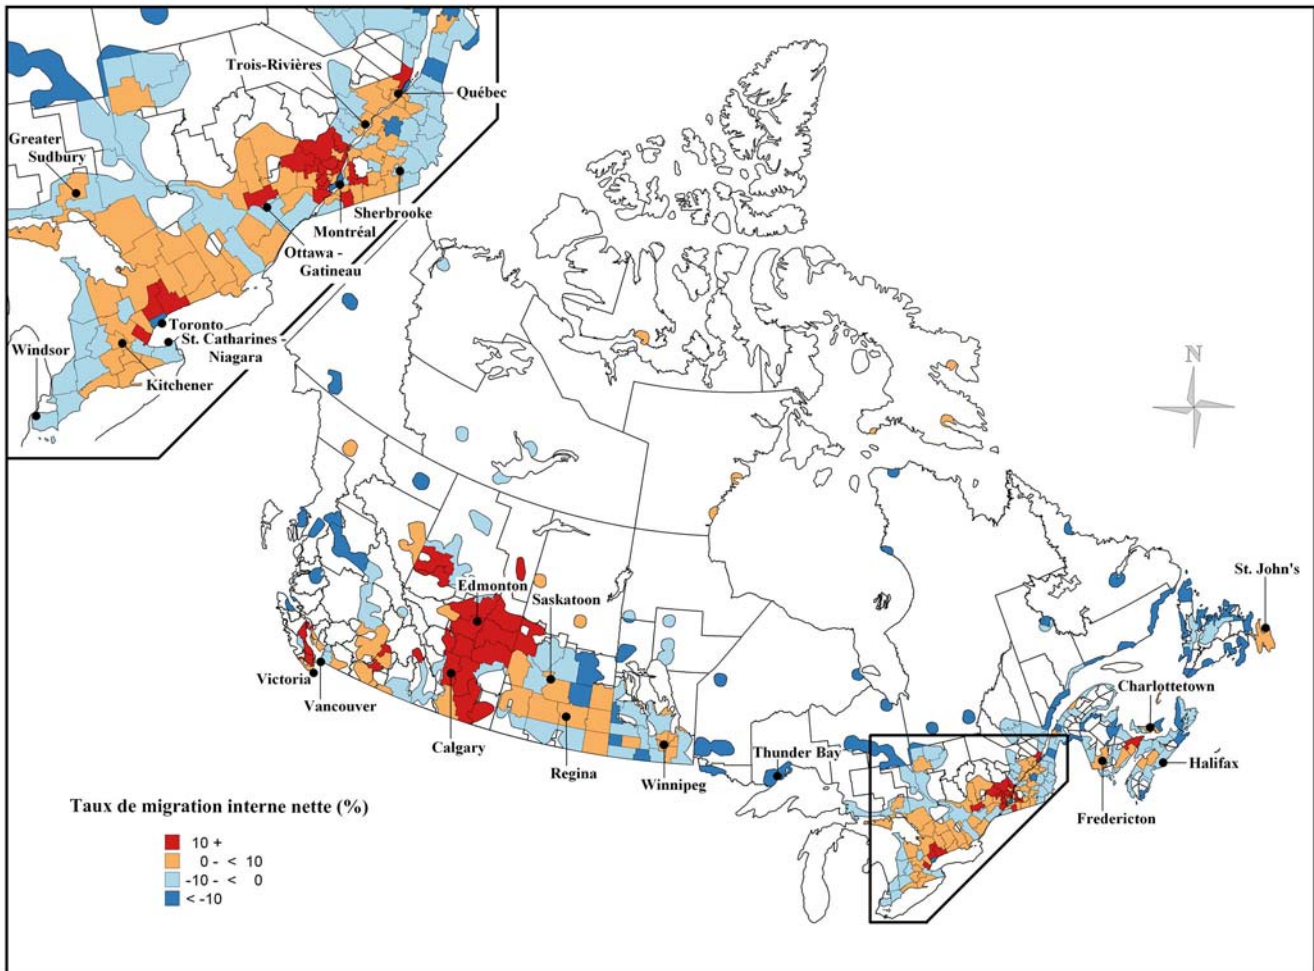 Trois-Rivières
Québec
Greater
Sudbury
Sherbrooke
Montréal
Ottawa -
Gatineau
Toronto
St. Catharines -
Niagara
Windsor
Kitchener
N
Edmonton
Saskatoon
St. John's
Victoria
Vancouver
Charlottetown
Calgary
Regina
Winnipeg
Thunder Bay
Halifax
Fredericton
Taux de migration interne nette (%)
10 +
0 - < 10
-10 - < 0
< -10